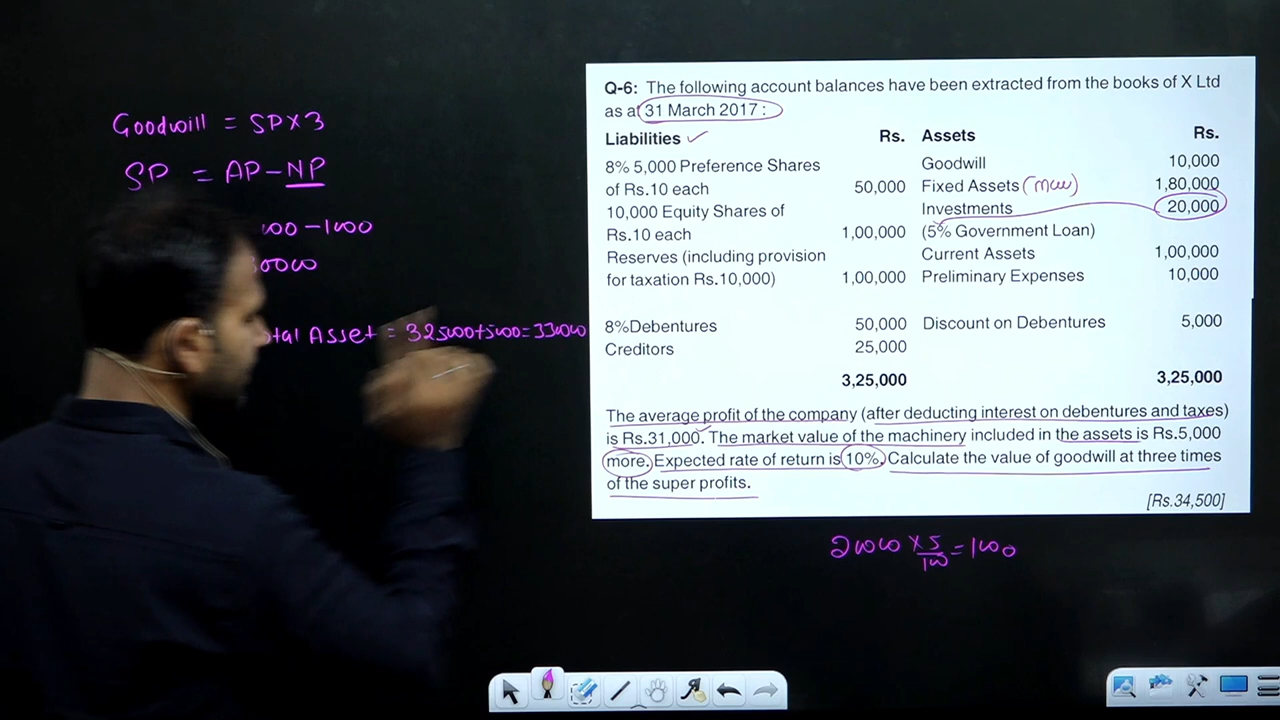 Goodwill = SP×3
SP = AP-NP
-1000
Asset = 325000+5000=330000
Q-6: The following account balances have been extracted from the books of X Ltd
as at 31 March 2017 :
Liabilities ✓ Rs. Assets Rs.
8% 5,000 Preference Shares Goodwill 10,000
of Rs.10 each 50,000 Fixed Assets 1,80,000
10,000 Equity Shares of Investments 20,000
Rs.10 each 1,00,000 (5% Government Loan)
Reserves (including provision Current Assets 1,00,000
for taxation Rs.10,000) 1,00,000 Preliminary Expenses 10,000
8%Debentures 50,000 Discount on Debentures 5,000
Creditors 25,000
3,25,000 3,25,000
The average profit of the company (after deducting interest on debentures and taxes)
is Rs.31,000. The market value of the machinery included in the assets is Rs.5,000
more. Expected rate of return is 10%. Calculate the value of goodwill at three times
of the super profits.
[Rs.34,500]
20000 × 5/100 = 1000